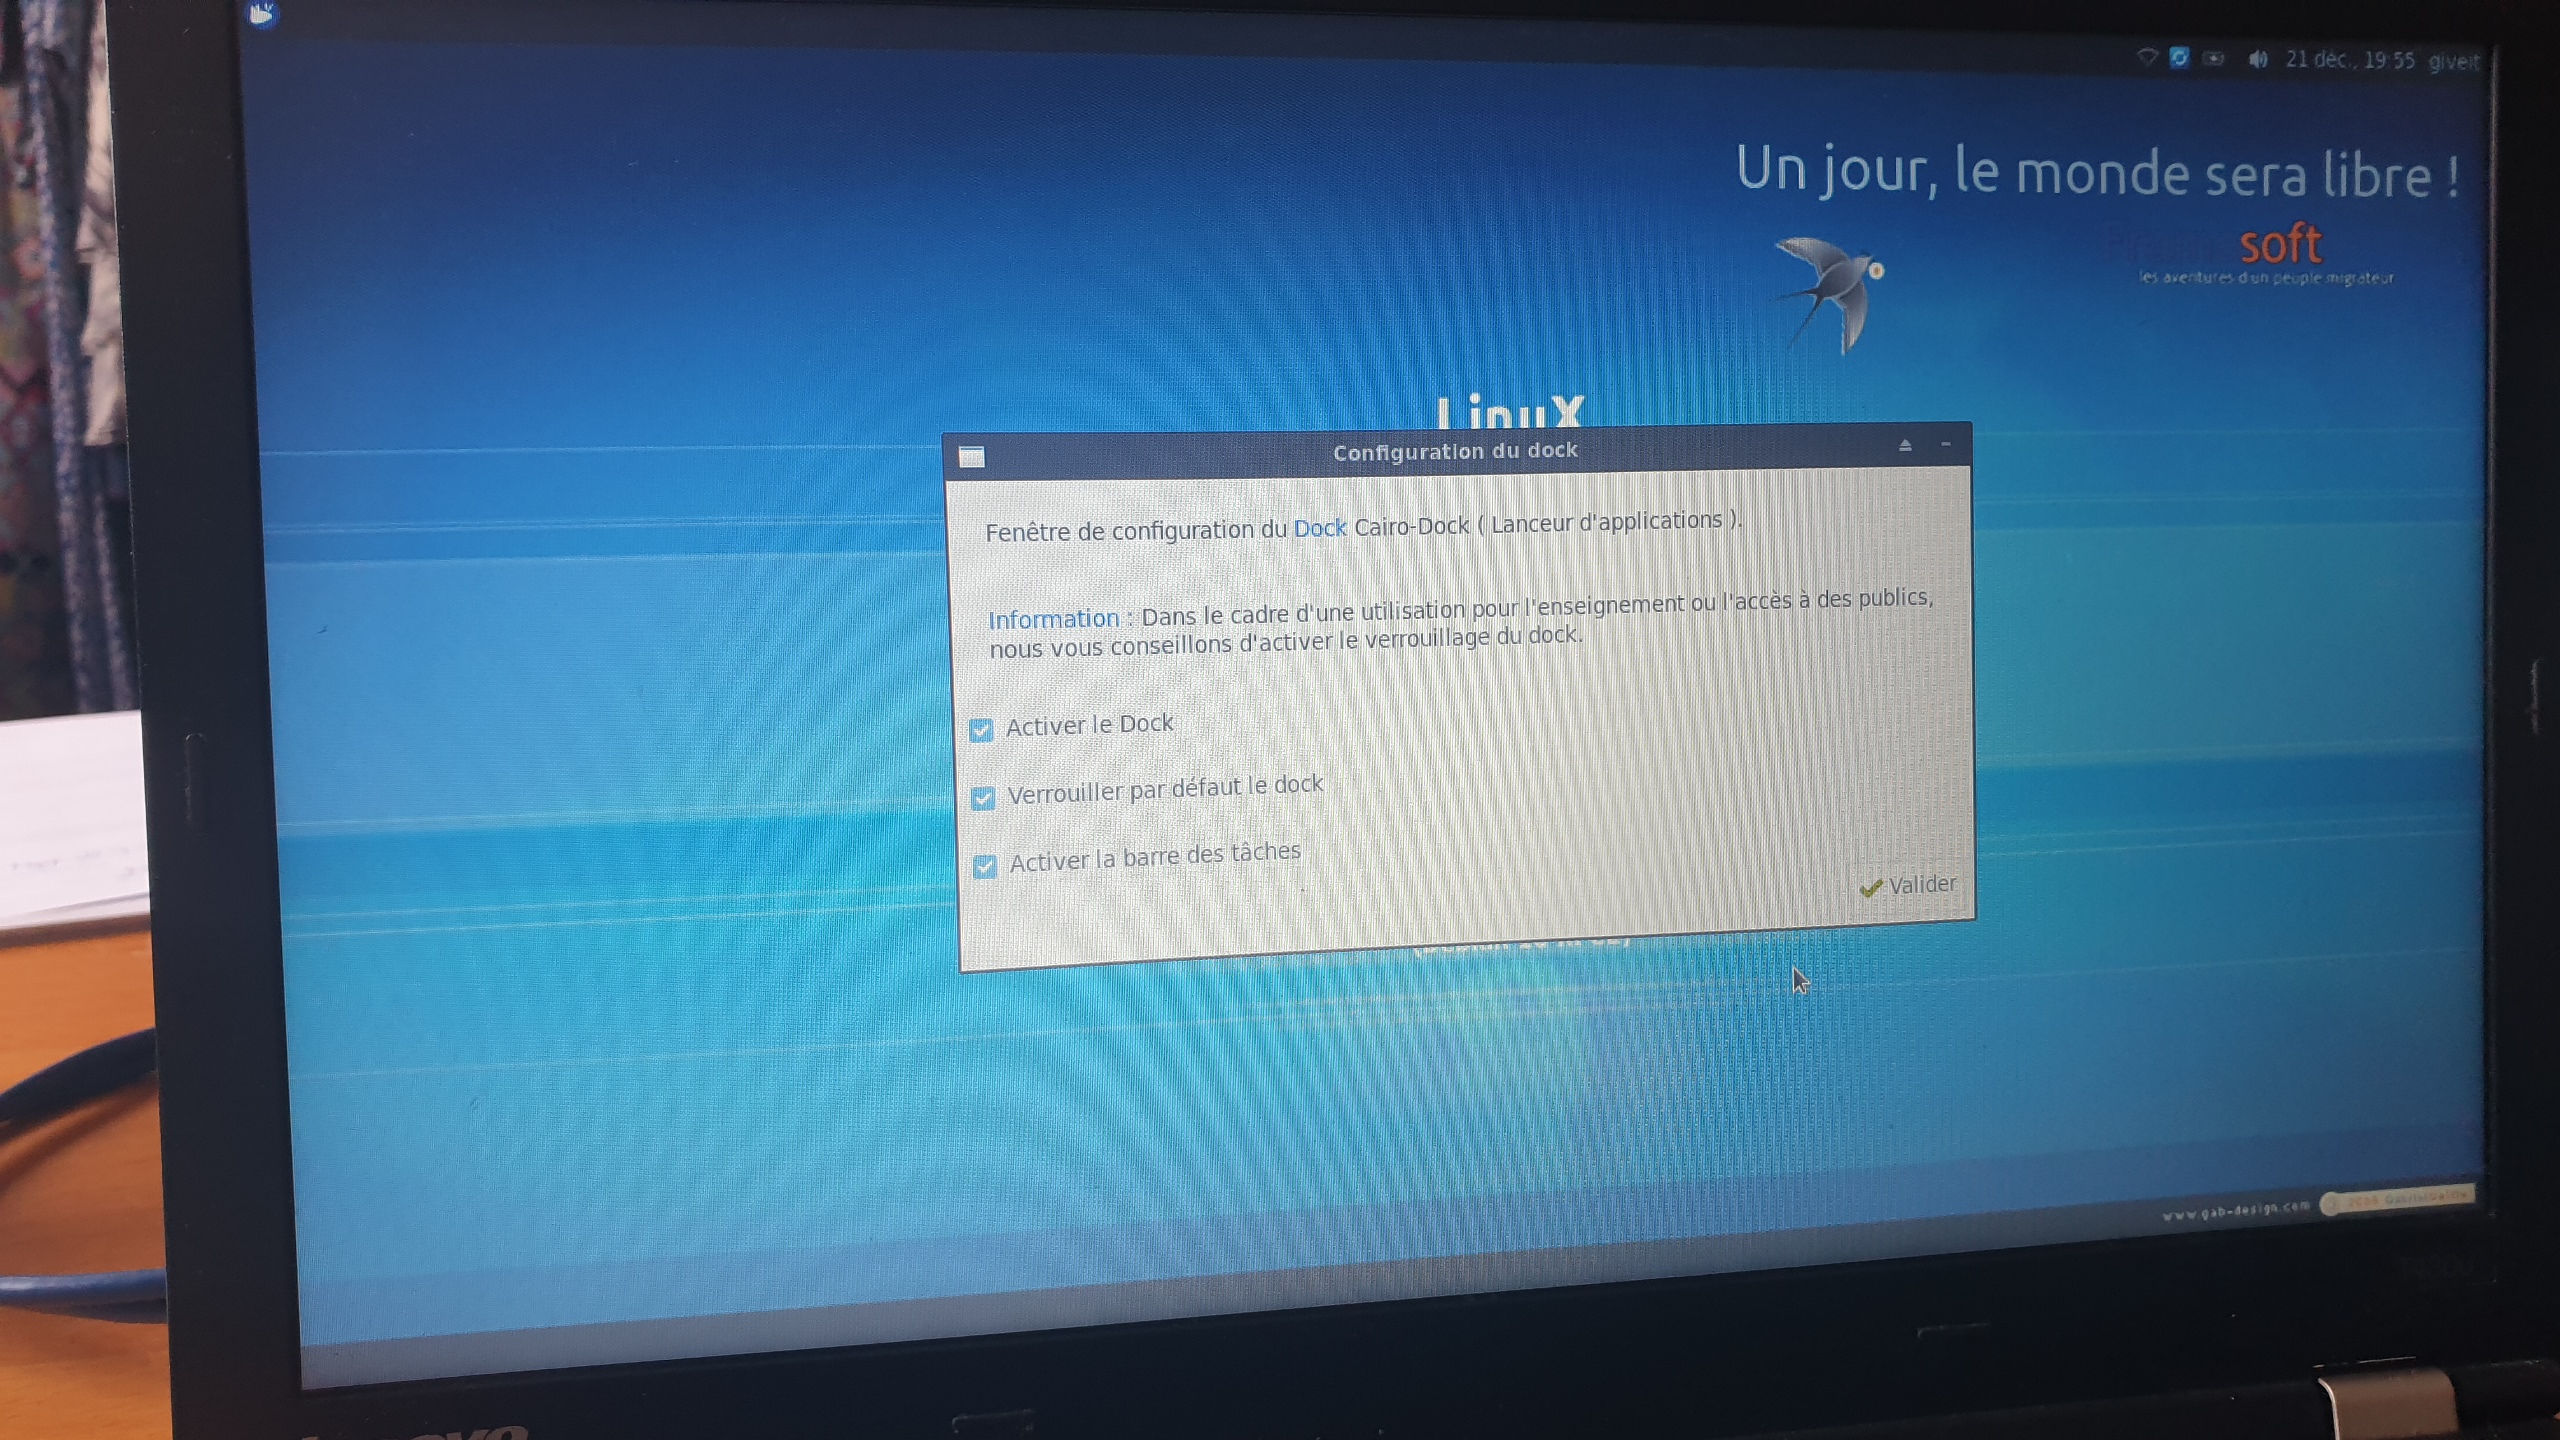 21 déc., 19:55 giveit
Un jour, le monde sera libre !
soft
les aventures d'un peuple migrateur
LinuX
Configuration du dock
Fenêtre de configuration du Dock Cairo-Dock ( Lanceur d'applications ).
Information : Dans le cadre d'une utilisation pour l'enseignement ou l'accès à des publics,
nous vous conseillons d'activer le verrouillage du dock.
Activer le Dock
Verrouiller par défaut le dock
Activer la barre des tâches
Valider
www.gab-design.com